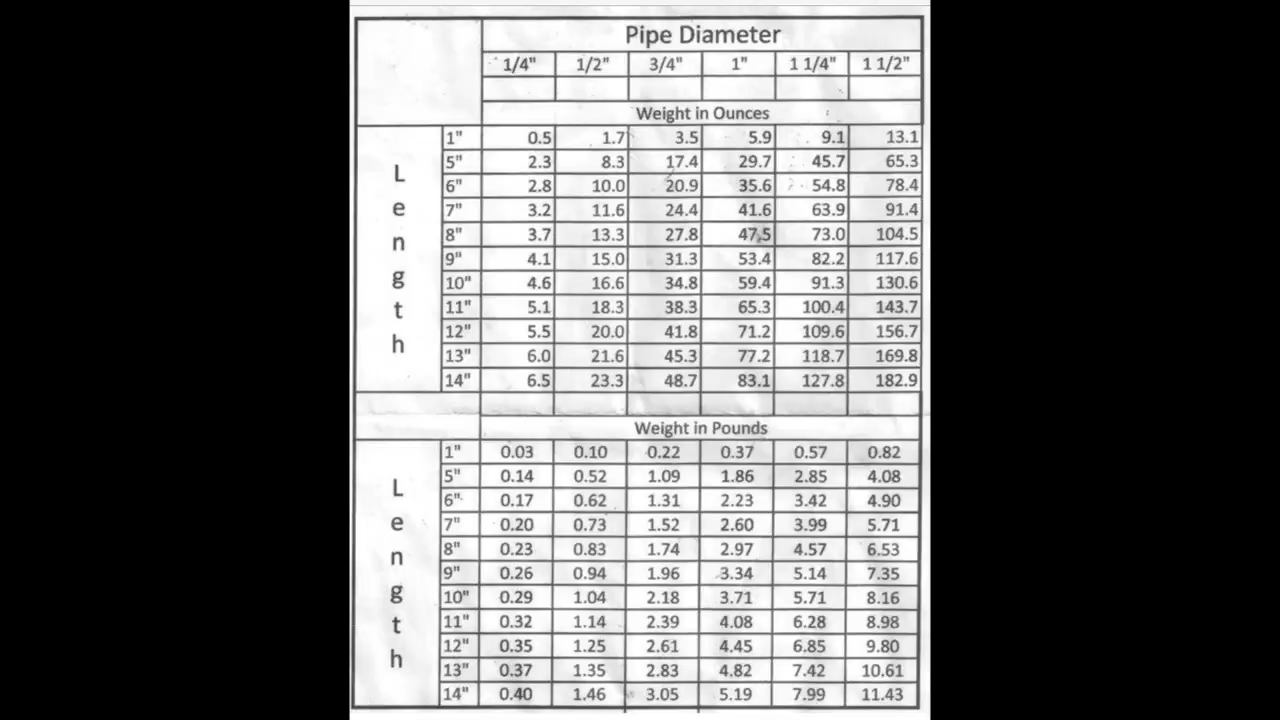 Pipe Diameter
1/4" 1/2" 3/4" 1" 1 1/4" 1 1/2"
Weight in Ounces
Length
1" 0.5 1.7 3.5 5.9 9.1 13.1
5" 2.3 8.3 17.4 29.7 45.7 65.3
6" 2.8 10.0 20.9 35.6 54.8 78.4
7" 3.2 11.6 24.4 41.6 63.9 91.4
8" 3.7 13.3 27.8 47.5 73.0 104.5
9" 4.1 15.0 31.3 53.4 82.2 117.6
10" 4.6 16.6 34.8 59.4 91.3 130.6
11" 5.1 18.3 38.3 65.3 100.4 143.7
12" 5.5 20.0 41.8 71.2 109.6 156.7
13" 6.0 21.6 45.3 77.2 118.7 169.8
14" 6.5 23.3 48.7 83.1 127.8 182.9
Weight in Pounds
Length
1" 0.03 0.10 0.22 0.37 0.57 0.82
5" 0.14 0.52 1.09 1.86 2.85 4.08
6" 0.17 0.62 1.31 2.23 3.42 4.90
7" 0.20 0.73 1.52 2.60 3.99 5.71
8" 0.23 0.83 1.74 2.97 4.57 6.53
9" 0.26 0.94 1.96 3.34 5.14 7.35
10" 0.29 1.04 2.18 3.71 5.71 8.16
11" 0.32 1.14 2.39 4.08 6.28 8.98
12" 0.35 1.25 2.61 4.45 6.85 9.80
13" 0.37 1.35 2.83 4.82 7.42 10.61
14" 0.40 1.46 3.05 5.19 7.99 11.43